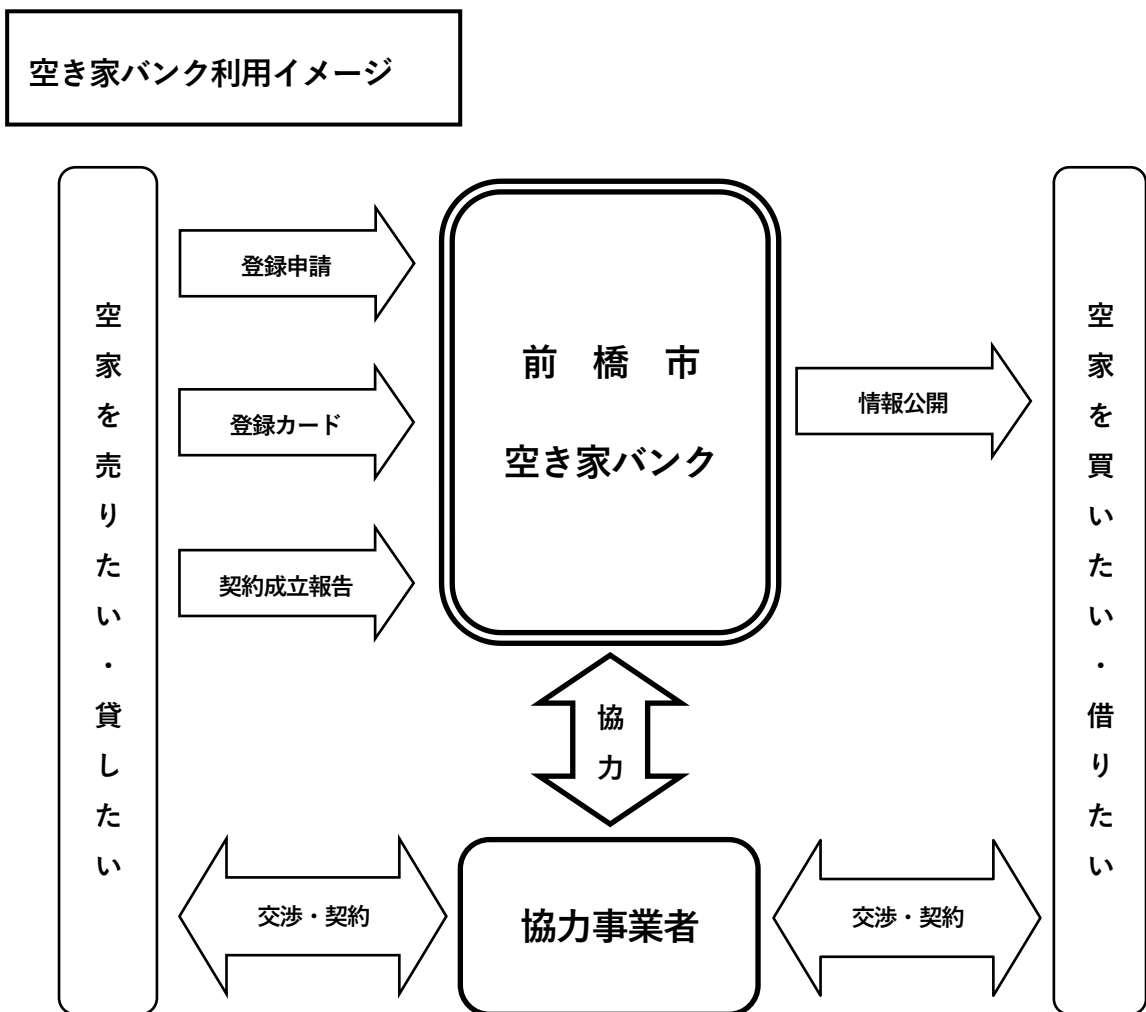 空き家バンク利用イメージ
空家を売りたい・貸したい
登録申請
登録カード
契約成立報告
前　橋　市
空き家バンク
情報公開
空家を買いたい・借りたい
協力
交渉・契約
協力事業者
交渉・契約